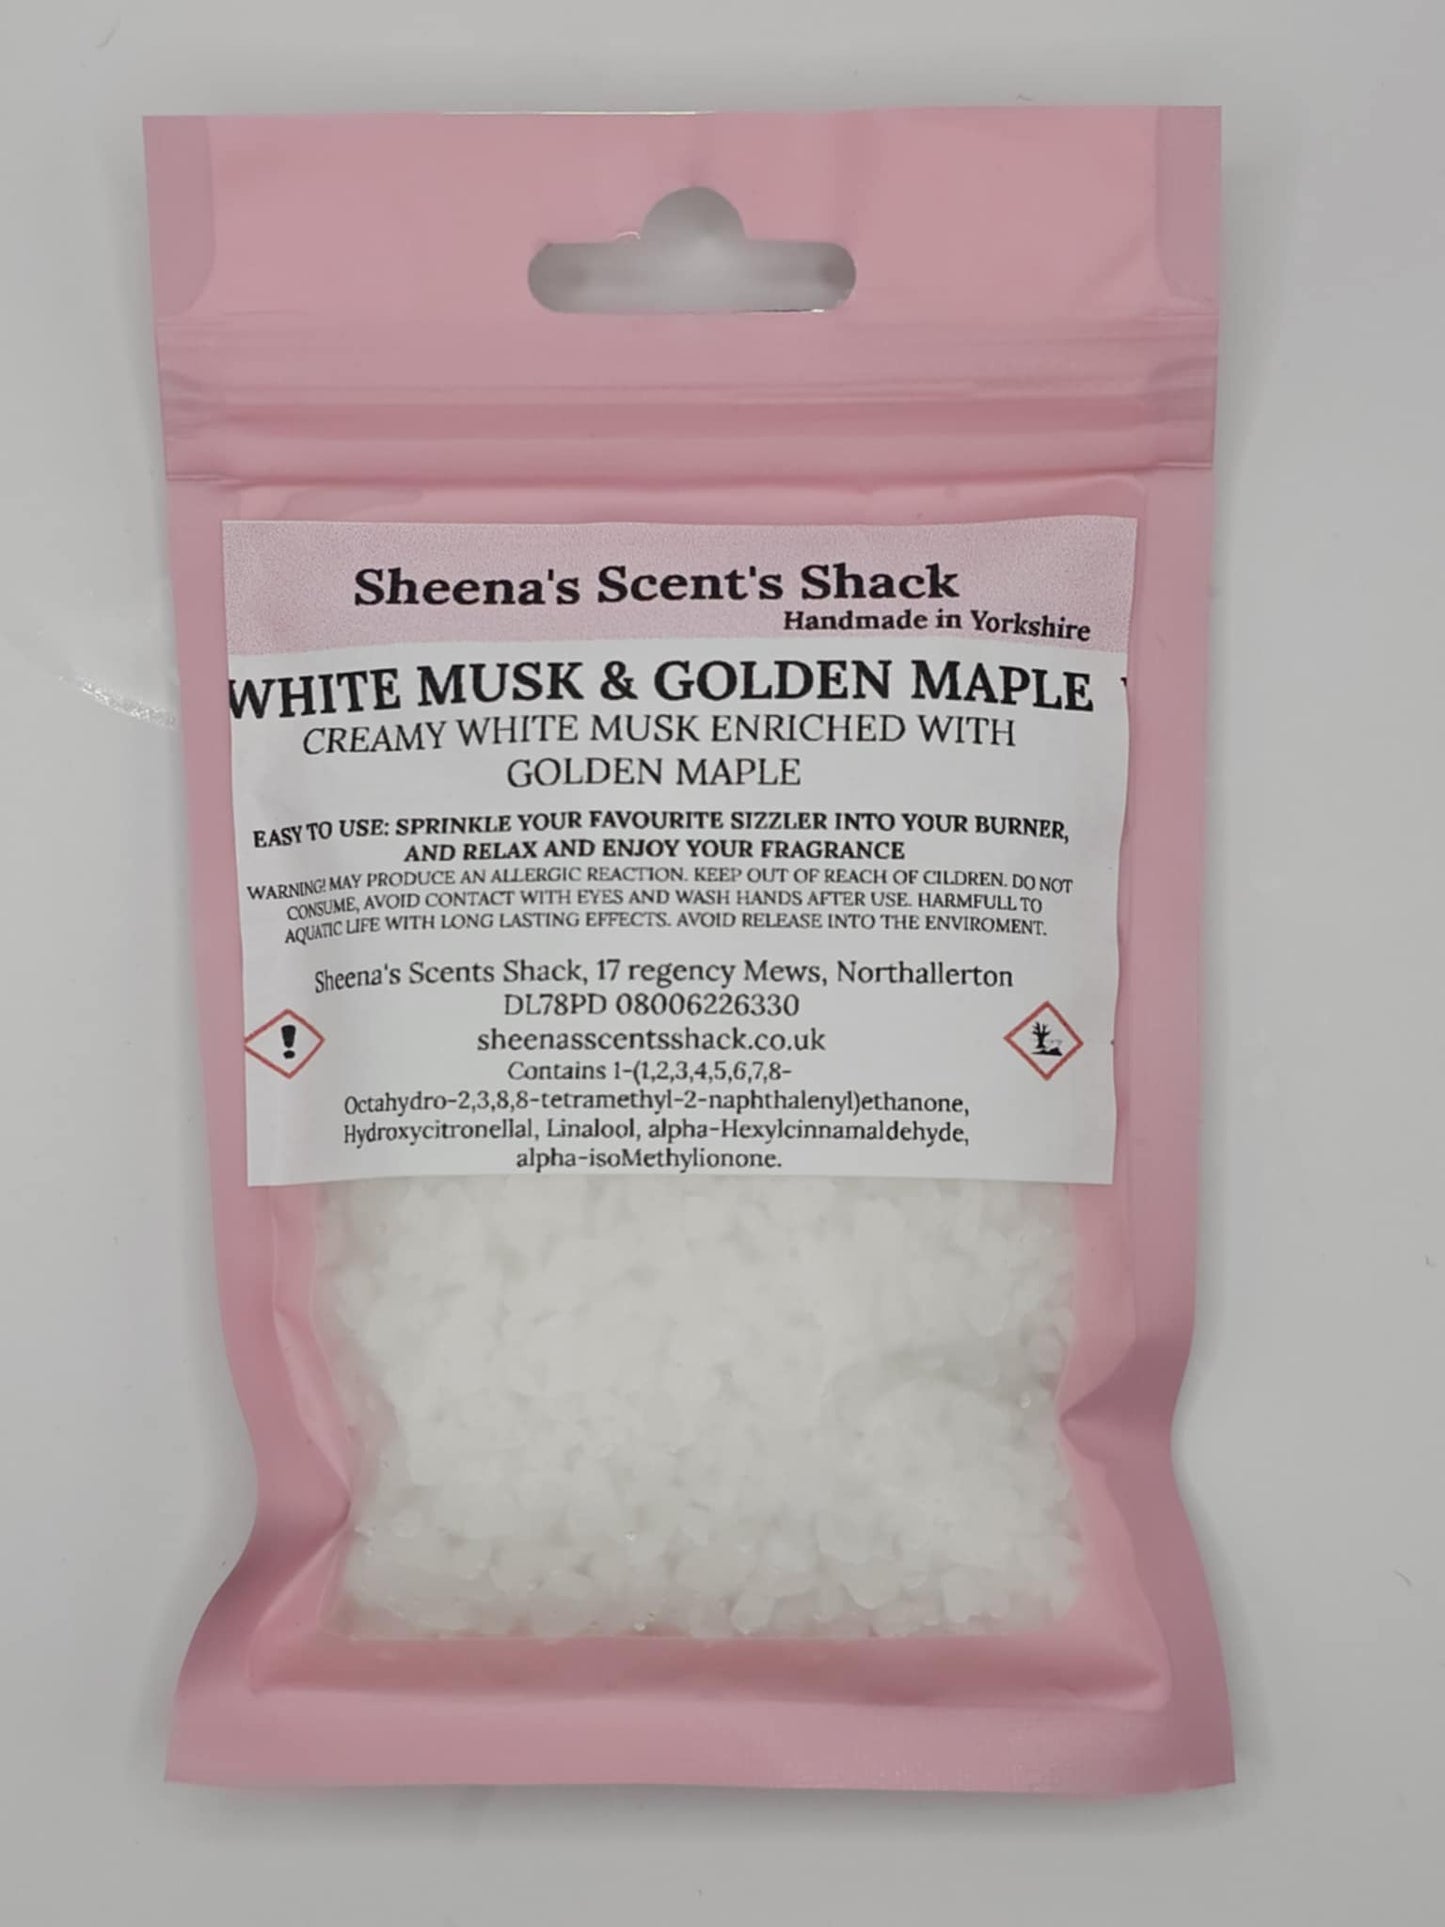 Sheena's Scent's Shack
Handmade in Yorkshire
WHITE MUSK & GOLDEN MAPLE
CREAMY WHITE MUSK ENRICHED WITH
GOLDEN MAPLE
EASY TO USE: SPRINKLE YOUR FAVOURITE SIZZLER INTO YOUR BURNER,
AND RELAX AND ENJOY YOUR FRAGRANCE
WARNING! MAY PRODUCE AN ALLERGIC REACTION. KEEP OUT OF REACH OF CILDREN. DO NOT
CONSUME, AVOID CONTACT WITH EYES AND WASH HANDS AFTER USE. HARMFULL TO
AQUATIC LIFE WITH LONG LASTING EFFECTS. AVOID RELEASE INTO THE ENVIROMENT.
Sheena's Scents Shack, 17 regency Mews, Northallerton
DL78PD 08006226330
sheenasscentsshack.co.uk
Contains 1-(1,2,3,4,5,6,7,8-
Octahydro-2,3,8,8-tetramethyl-2-naphthalenyl)ethanone,
Hydroxycitronellal, Linalool, alpha-Hexylcinnamaldehyde,
alpha-isoMethylionone.